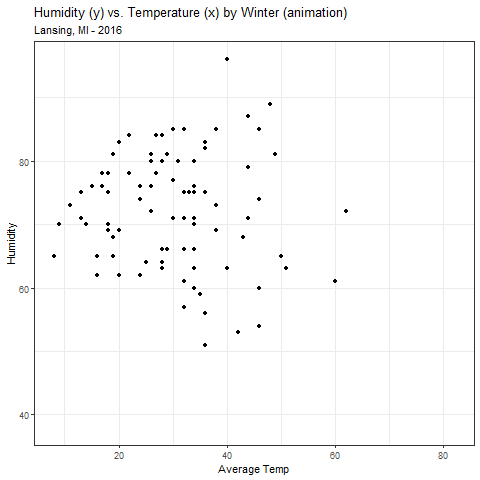 Humidity (y) vs. Temperature (x) by Winter (animation)
Lansing, MI - 2016
80
60
40
Humidity
20 40 60 80
Average Temp